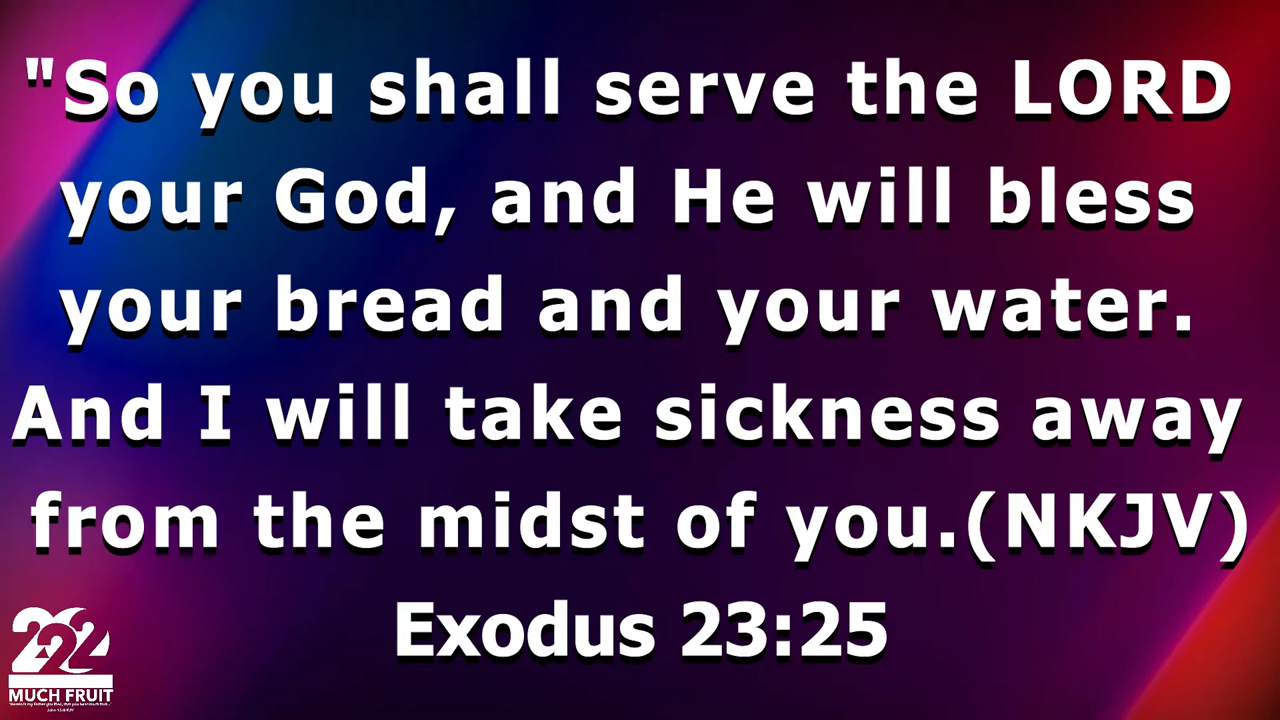 "So you shall serve the LORD
your God, and He will bless
your bread and your water.
And I will take sickness away
from the midst of you.(NKJV)
Exodus 23:25
2022
MUCH FRUIT